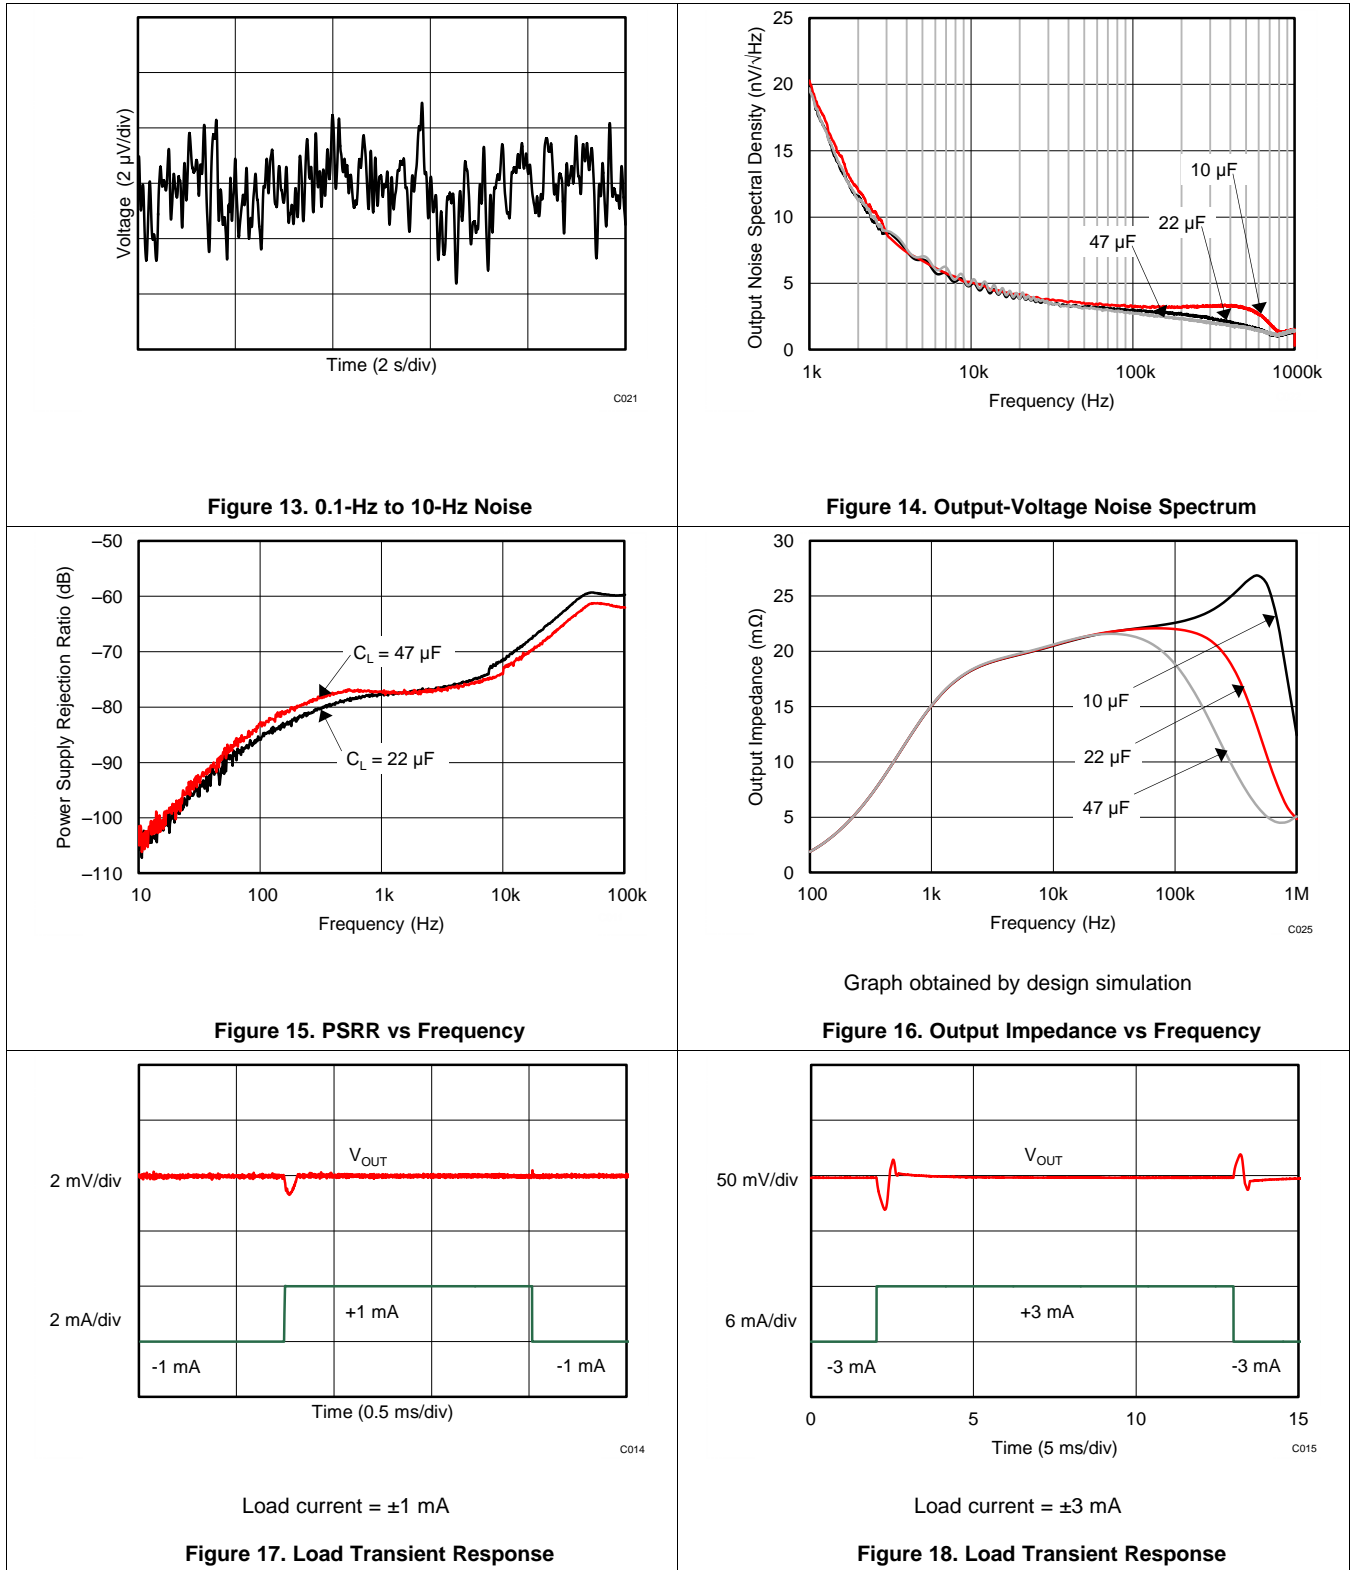 Voltage (2 µV/div)
Time (2 s/div)
C021
Figure 13. 0.1-Hz to 10-Hz Noise
Output Noise Spectral Density (nV/√Hz)
25
20
15
10
5
0
10 µF
22 µF
47 µF
1k 10k 100k 1000k
Frequency (Hz)
Figure 14. Output-Voltage Noise Spectrum
Power Supply Rejection Ratio (dB)
–50
–60
–70
–80
–90
–100
–110
CL = 47 µF
CL = 22 µF
10 100 1k 10k 100k
Frequency (Hz)
Figure 15. PSRR vs Frequency
Output Impedance (mΩ)
30
25
20
15
10
5
0
10 µF
22 µF
47 µF
100 1k 10k 100k 1M
Frequency (Hz)
C025
Graph obtained by design simulation
Figure 16. Output Impedance vs Frequency
VOUT
2 mV/div
2 mA/div
+1 mA
-1 mA -1 mA
Time (0.5 ms/div)
C014
Load current = ±1 mA
Figure 17. Load Transient Response
VOUT
50 mV/div
6 mA/div
+3 mA
-3 mA -3 mA
0 5 10 15
Time (5 ms/div)
C015
Load current = ±3 mA
Figure 18. Load Transient Response